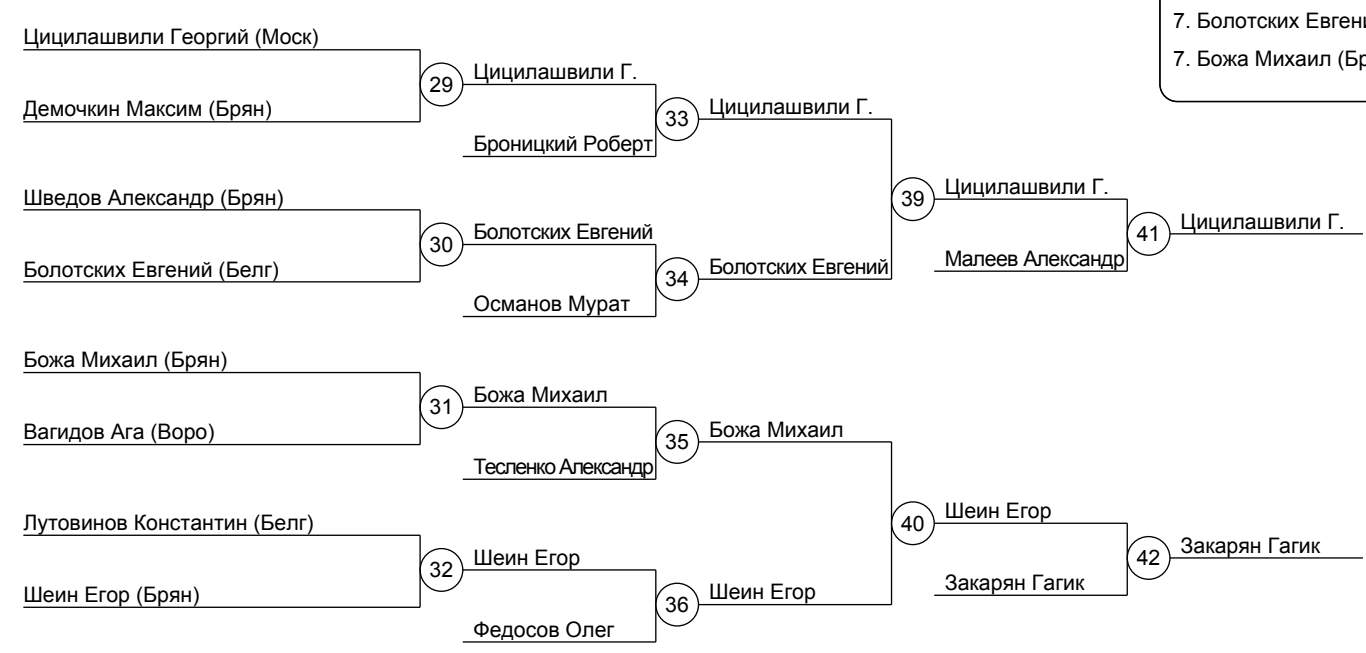 7. Болотских Евген
Цицилашвили Георгий (Моск)
7. Божа Михаил (Бр
29
Цицилашвили Г.
Демочкин Максим (Брян)
33
Цицилашвили Г.
Броницкий Роберт
Шведов Александр (Брян)
39
Цицилашвили Г.
30
Болотских Евгений
41
Цицилашвили Г.
Болотских Евгений (Белг)
34
Болотских Евгений
Малеев Александр
Османов Мурат
Божа Михаил (Брян)
31
Божа Михаил
Вагидов Ага (Воро)
35
Божа Михаил
Тесленко Александр
Лутовинов Константин (Белг)
40
Шеин Егор
32
Шеин Егор
42
Закарян Гагик
Шеин Егор (Брян)
36
Шеин Егор
Закарян Гагик
Федосов Олег